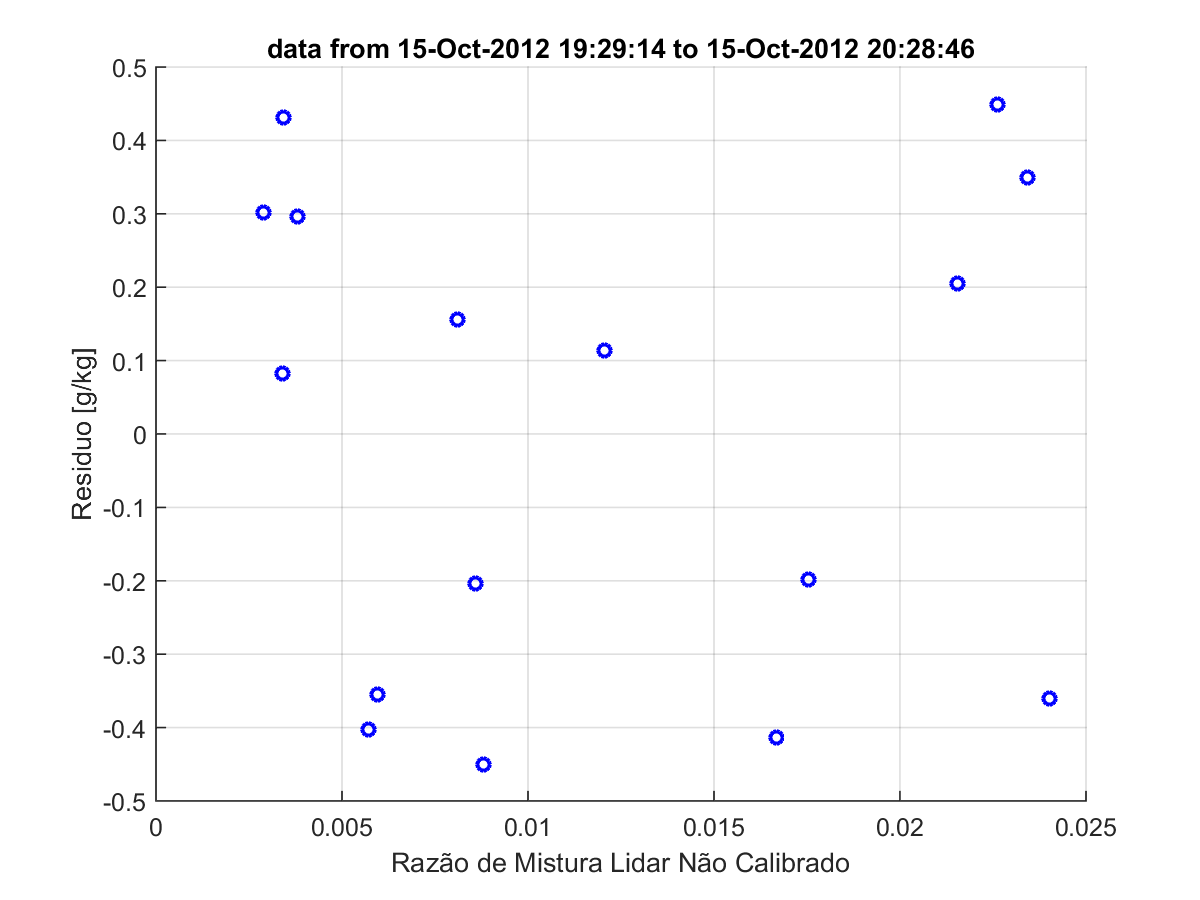 data from 15-Oct-2012 19:29:14 to 15-Oct-2012 20:28:46
0.5
0.4
0.3
0.2
0.1
0
-0.1
-0.2
-0.3
-0.4
-0.5
Residuo [g/kg]
0 0.005 0.01 0.015 0.02 0.025
Razão de Mistura Lidar Não Calibrado